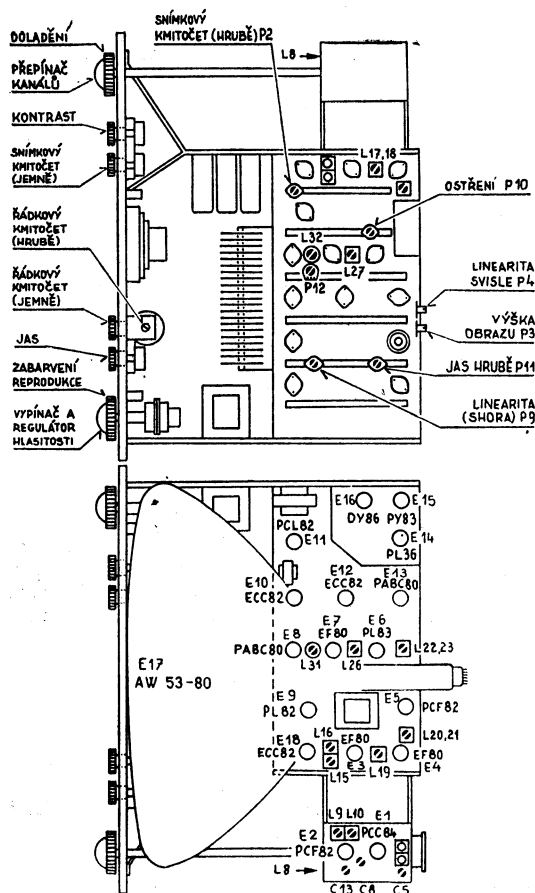 DOLADĚNÍ
PŘEPÍNAČ
KANÁLŮ
KONTRAST
SNÍMKOVÝ
KMITOČET
(JEMNĚ)
ŘÁDKOVÝ
KMITOČET
(HRUBĚ)
ŘÁDKOVÝ
KMITOČET
(JEMNĚ)
JAS
ZABARVENÍ
REPRODUKCE
VYPÍNAČ A
REGULÁTOR
HLASITOSTI
SNÍMKOVÝ
KMITOČET (HRUBĚ) P2
L8
L17,18
OSTŘENÍ P10
L32
L27
P12
LINEARITA
SVISLE P4
VÝŠKA
OBRAZU P3
JAS HRUBĚ P11
LINEARITA
(SHORA) P9
E16
E15
DY86
PY83
PCL82
E11
E14
PL36
E10
ECC82
E12
ECC82
E13
PABC80
E8
PABC80
L31
E7
EF80
L26
E6
PL83
L22,23
E17
AW 53-80
E9
PL82
E5
PCF82
E18
ECC82
L16
L15
EF80
E3
L19
L20,21
EF80
E4
L9 L10
E1
PCC84
E2
PCF82
L8
C13 C8 C5